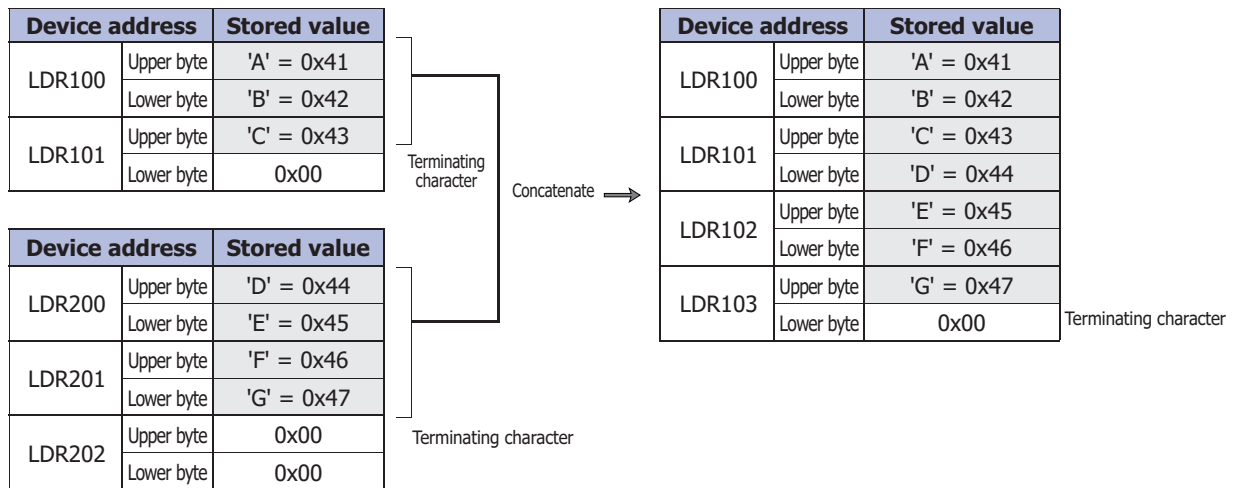 Device address Stored value
LDR100 Upper byte 'A' = 0x41
Lower byte 'B' = 0x42
LDR101 Upper byte 'C' = 0x43
Lower byte 0x00
Terminating
character
Device address Stored value
LDR200 Upper byte 'D' = 0x44
Lower byte 'E' = 0x45
LDR201 Upper byte 'F' = 0x46
Lower byte 'G' = 0x47
LDR202 Upper byte 0x00
Lower byte 0x00
Terminating character
Concatenate
Device address Stored value
LDR100 Upper byte 'A' = 0x41
Lower byte 'B' = 0x42
LDR101 Upper byte 'C' = 0x43
Lower byte 'D' = 0x44
LDR102 Upper byte 'E' = 0x45
Lower byte 'F' = 0x46
LDR103 Upper byte 'G' = 0x47
Lower byte 0x00
Terminating character